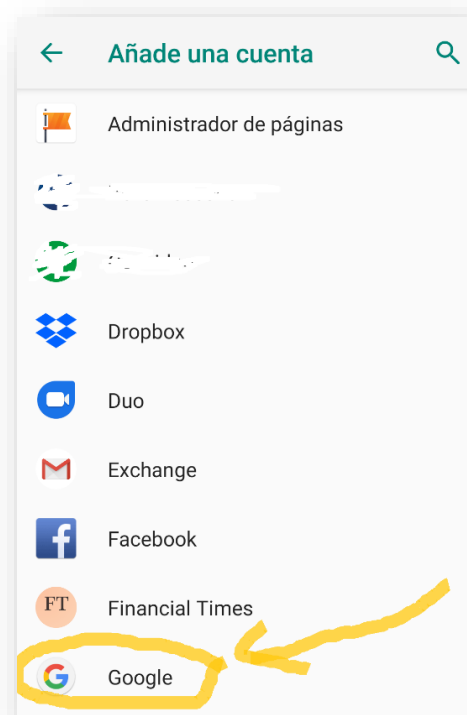 Añade una cuenta
Administrador de páginas
Dropbox
Duo
Exchange
Facebook
FT Financial Times
Google